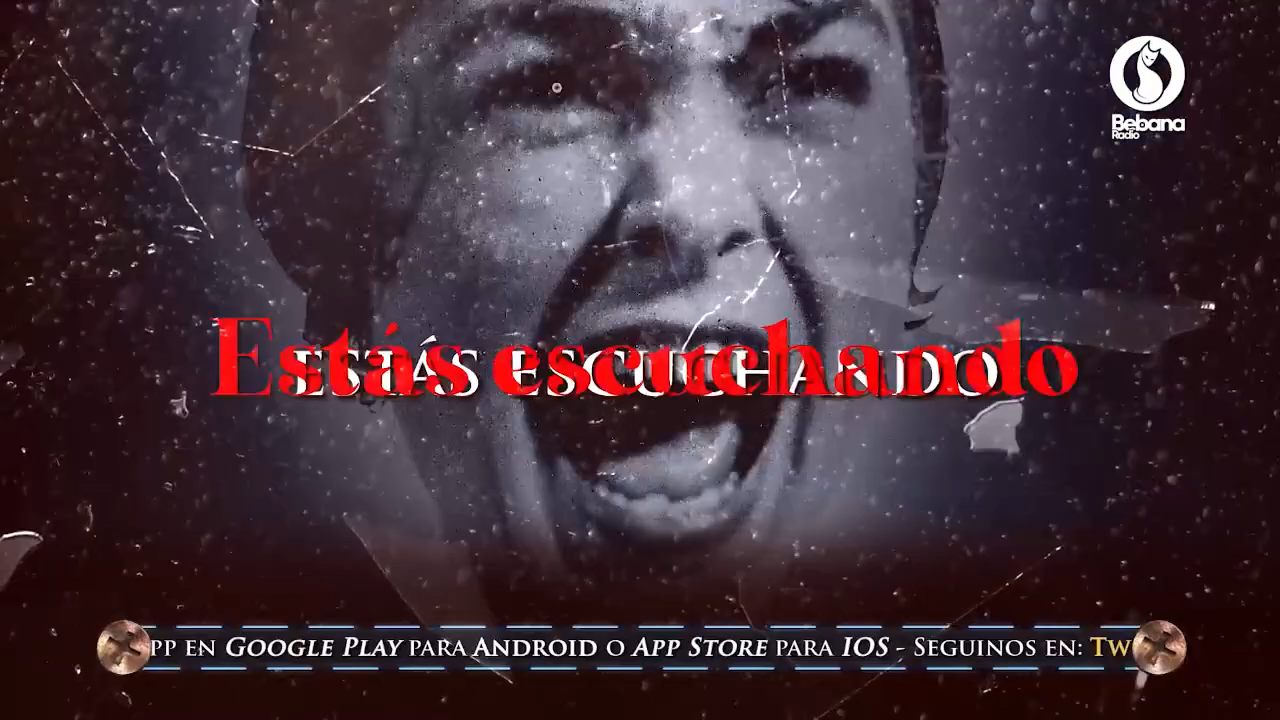 Bebana
Radio
Estás escuchando
ESTÁS ESCUCHANDO
PP EN GOOGLE PLAY PARA ANDROID O APP STORE PARA IOS - SEGUINOS EN: TW